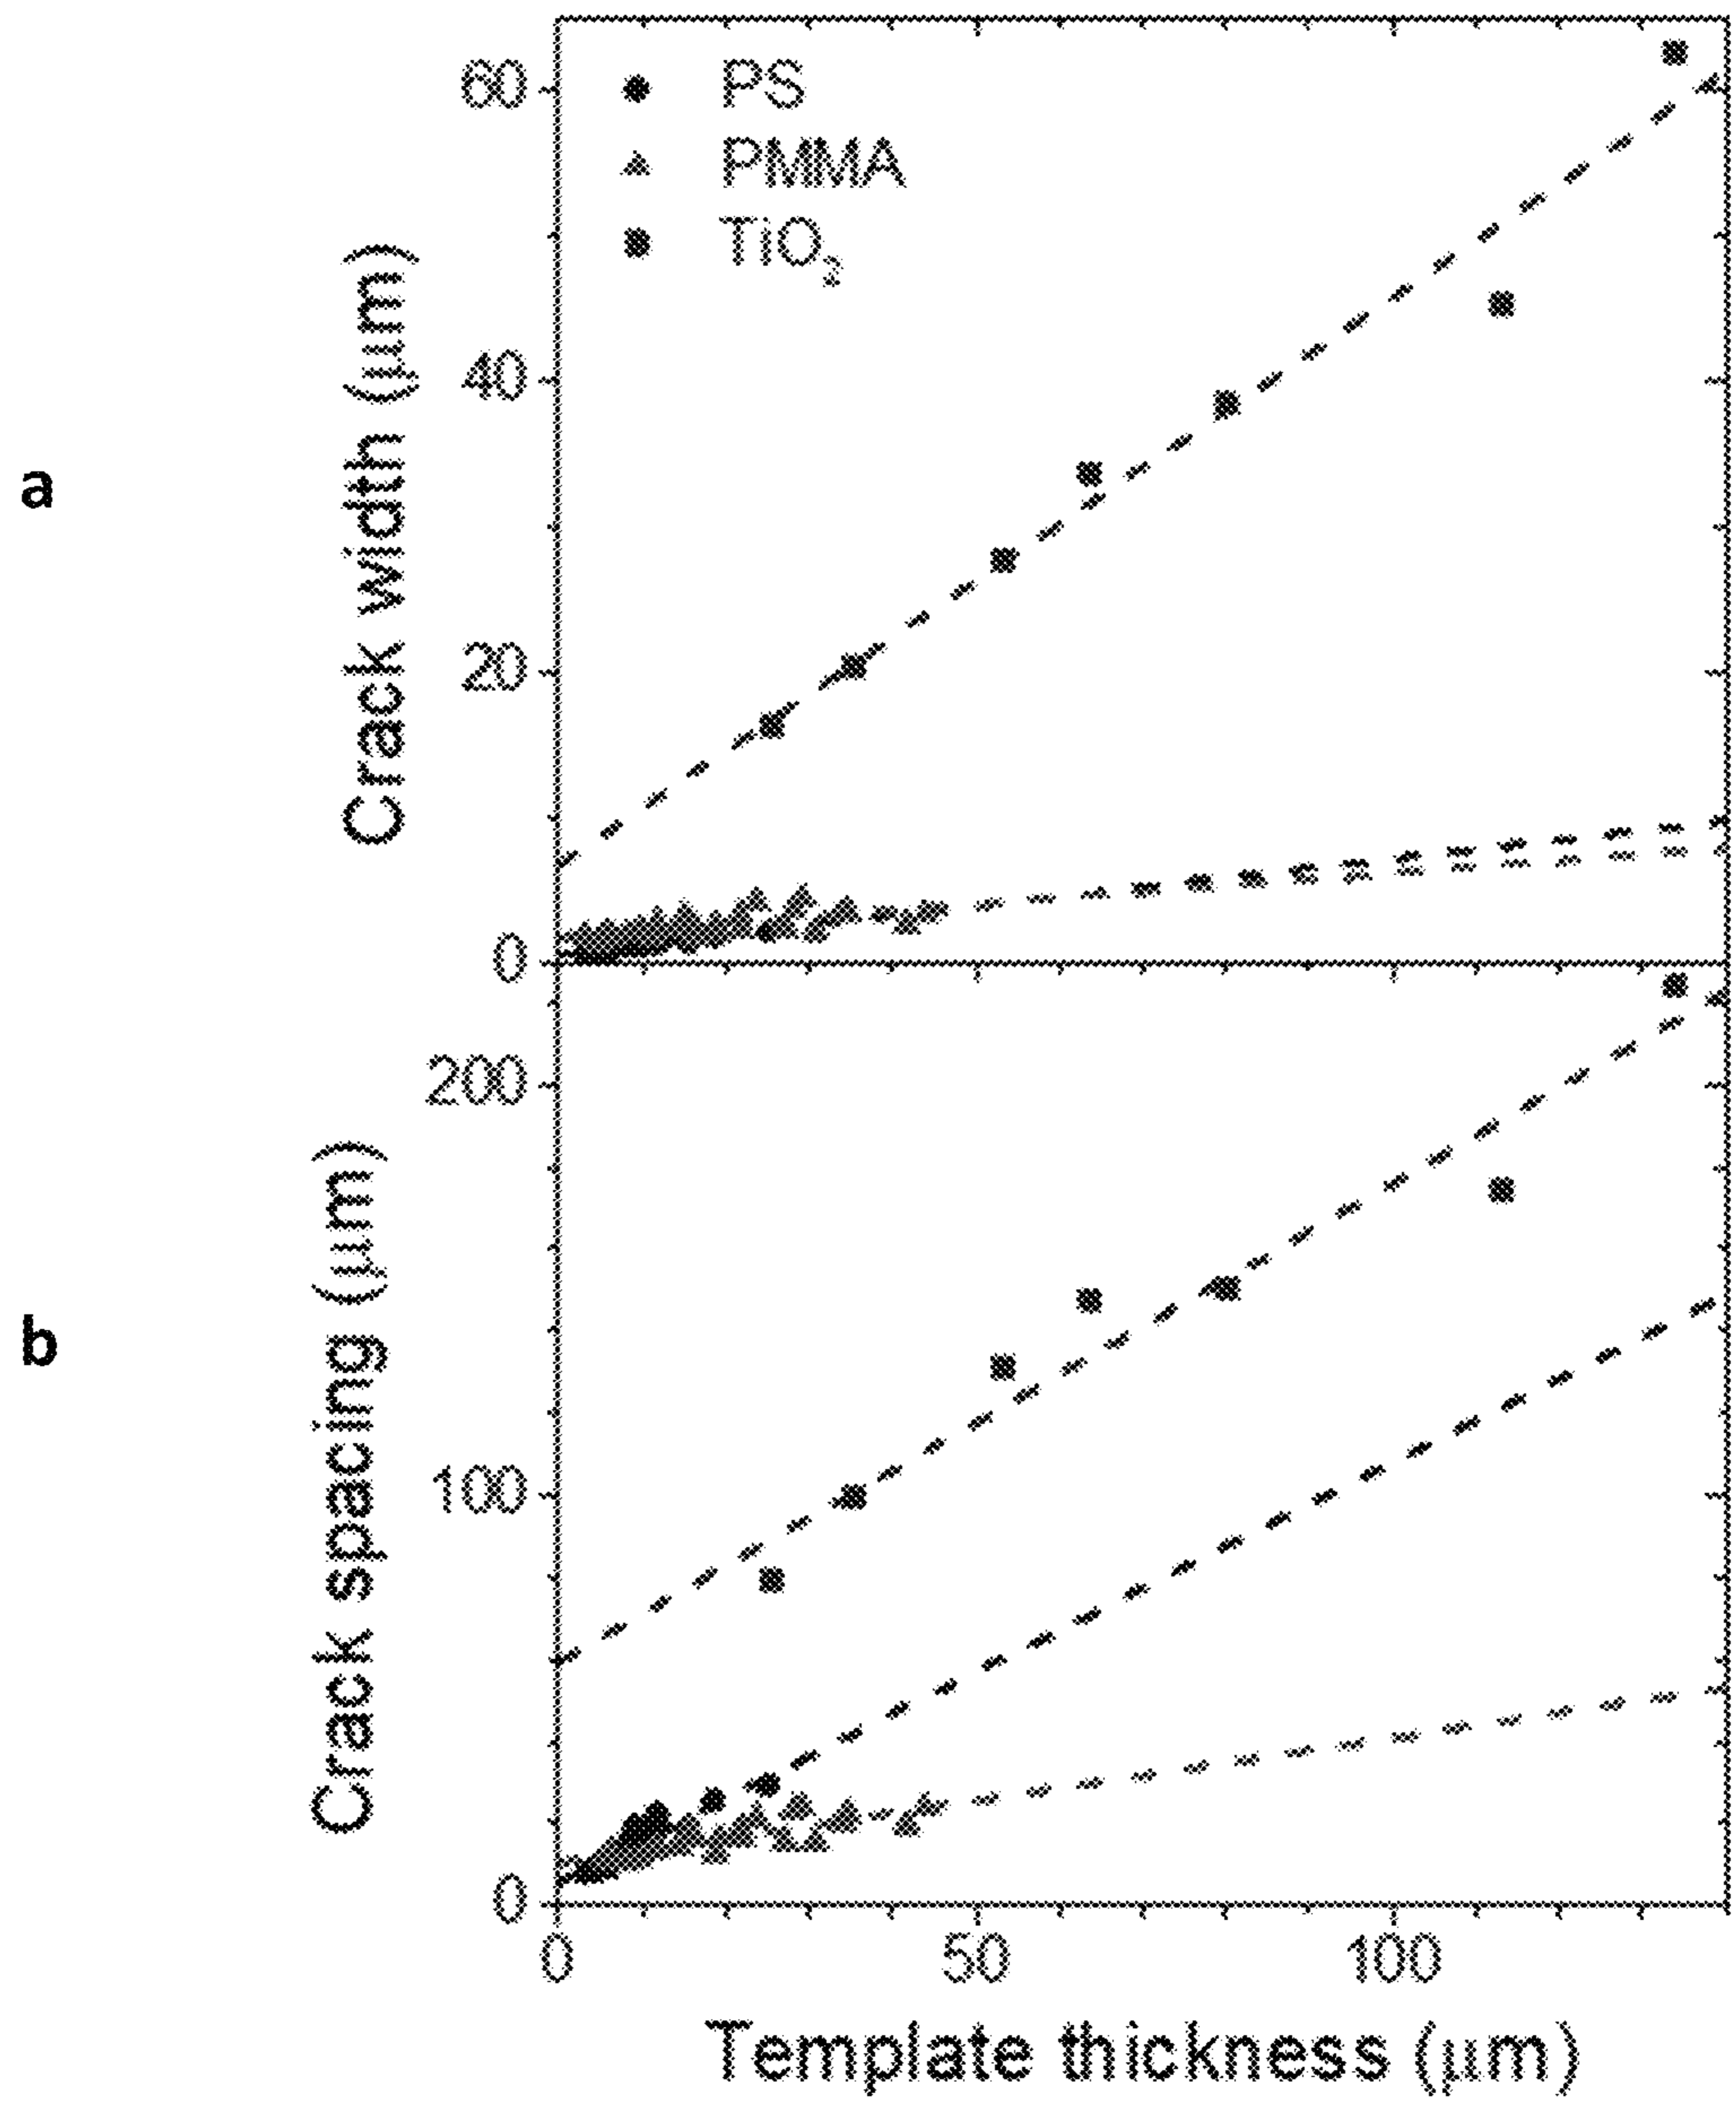 a
Crack width (μm)
60
40
20
0
PS
PMMA
TiO₂
b
Crack spacing (μm)
200
100
0
0 50 100
Template thickness (μm)